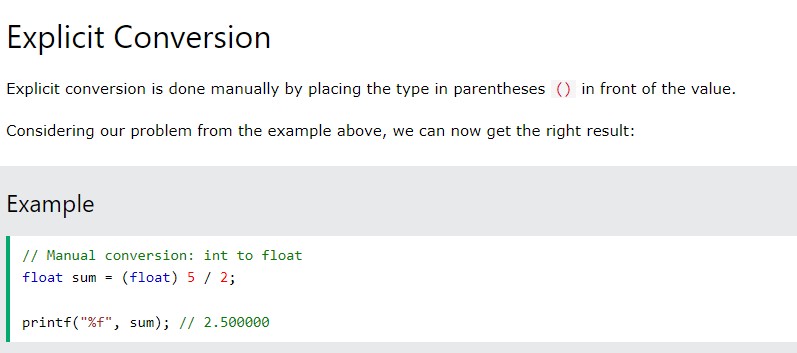 Explicit Conversion
Explicit conversion is done manually by placing the type in parentheses () in front of the value.
Considering our problem from the example above, we can now get the right result:
Example
// Manual conversion: int to float
float sum = (float) 5 / 2;
printf("%f", sum); // 2.500000